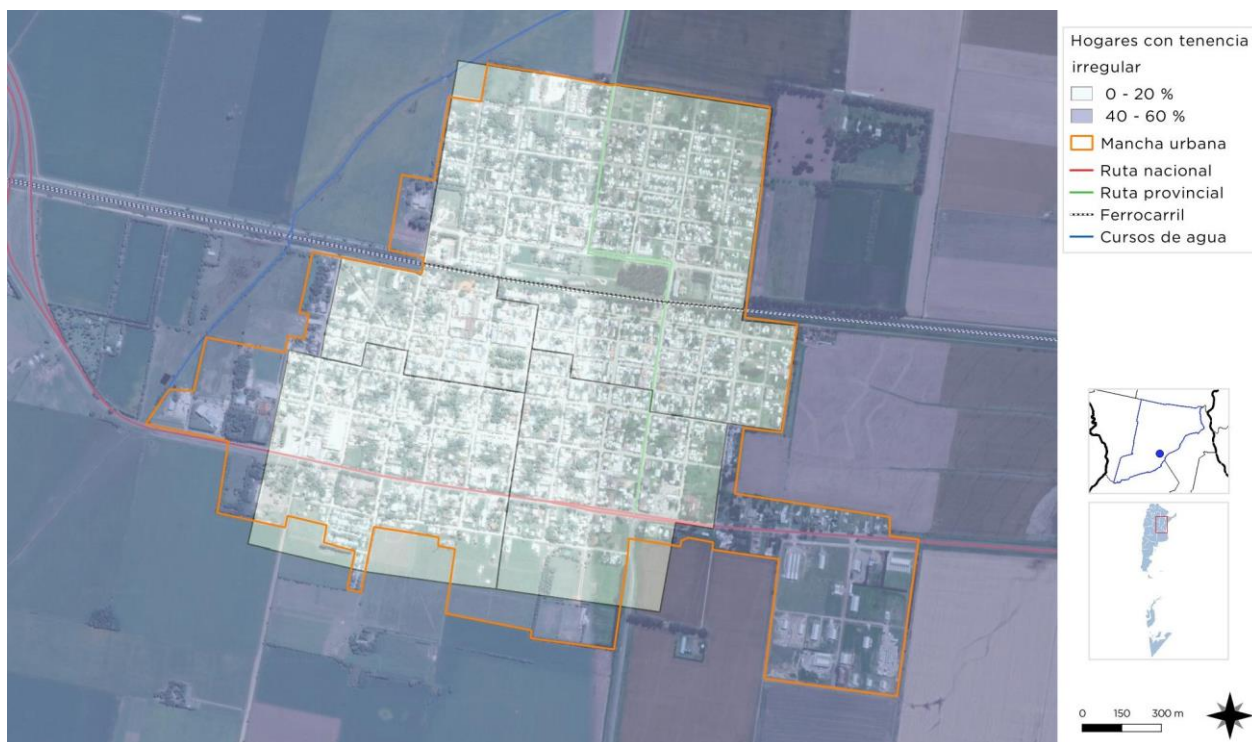 Hogares con tenencia
irregular
0 - 20 %
40 - 60 %
Mancha urbana
Ruta nacional
Ruta provincial
Ferrocarril
Cursos de agua
0 150 300 m